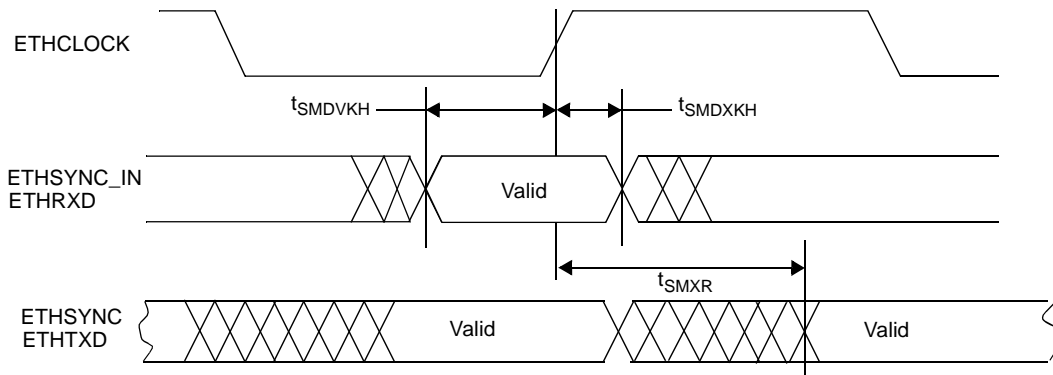 ETHCLOCK
tSMDVKH
tSMDXKH
ETHSYNC_IN
ETHRXD
Valid
tSMXR
ETHSYNC
ETHTXD
Valid
Valid